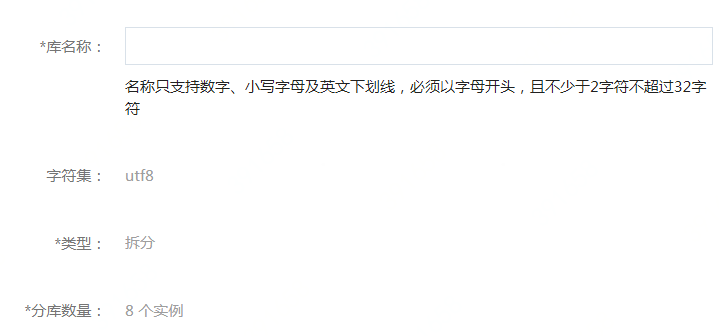 *库名称：
名称只支持数字、小写字母及英文下划线，必须以字母开头，且不少于2字符不超过32字
符
字符集： utf8
*类型： 拆分
*分库数量： 8 个实例